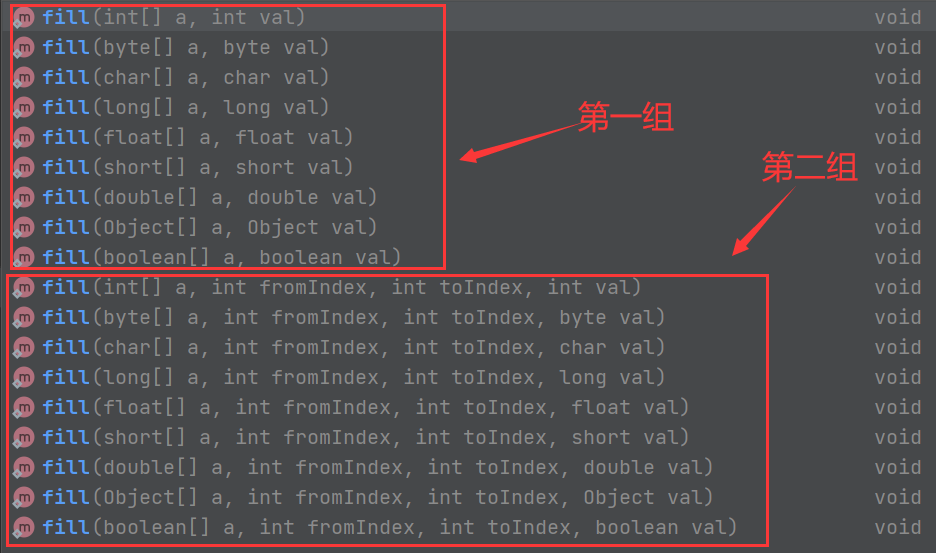 fill(int[] a, int val) void
fill(byte[] a, byte val) void
fill(char[] a, char val) void
fill(long[] a, long val) void
第一组
fill(float[] a, float val) void
fill(short[] a, short val) void
第二组
fill(double[] a, double val) void
fill(Object[] a, Object val) void
fill(boolean[] a, boolean val) void
fill(int[] a, int fromIndex, int toIndex, int val) void
fill(byte[] a, int fromIndex, int toIndex, byte val) void
fill(char[] a, int fromIndex, int toIndex, char val) void
fill(long[] a, int fromIndex, int toIndex, long val) void
fill(float[] a, int fromIndex, int toIndex, float val) void
fill(short[] a, int fromIndex, int toIndex, short val) void
fill(double[] a, int fromIndex, int toIndex, double val) void
fill(Object[] a, int fromIndex, int toIndex, Object val) void
fill(boolean[] a, int fromIndex, int toIndex, boolean val) void